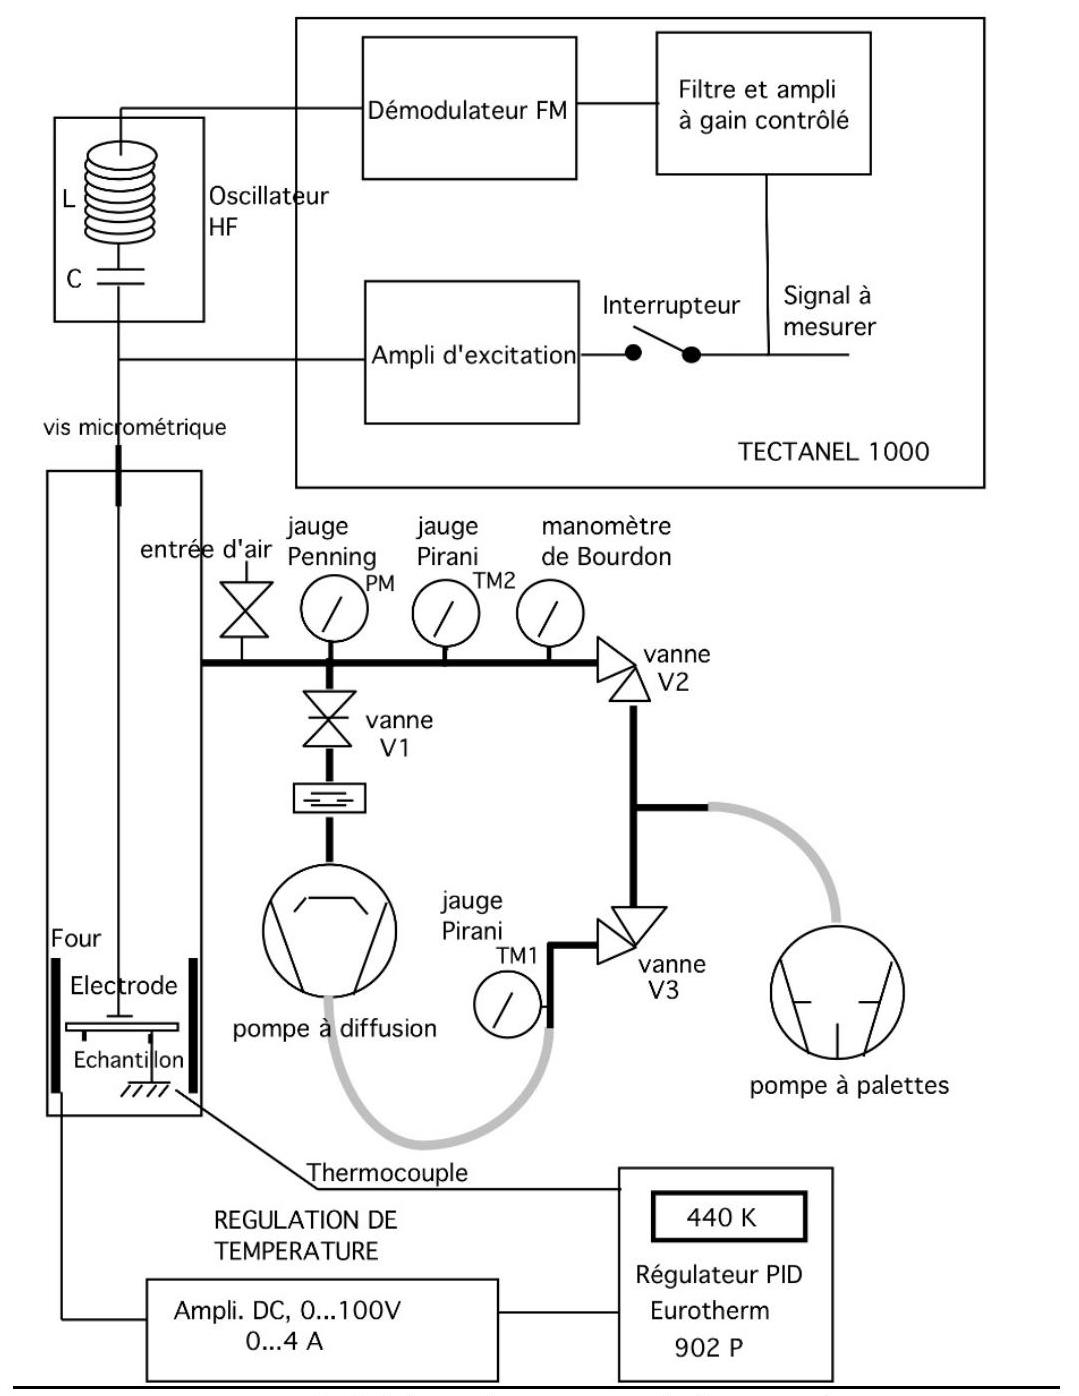 Démodulateur FM
Filtre et ampli
à gain contrôlé
L
Oscillateur
HF
C
Interrupteur
Signal à
mesurer
Ampli d'excitation
vis micrométrique
TECTANEL 1000
entrée d'air
jauge
Penning
PM
jauge
Pirani
TM2
manomètre
de Bourdon
vanne
V2
vanne
V1
jauge
Pirani
TM1
vanne
V3
Four
Electrode
Echantillon
pompe à diffusion
pompe à palettes
Thermocouple
REGULATION DE
TEMPERATURE
440 K
Régulateur PID
Eurotherm
902 P
Ampli. DC, 0...100V
0...4 A